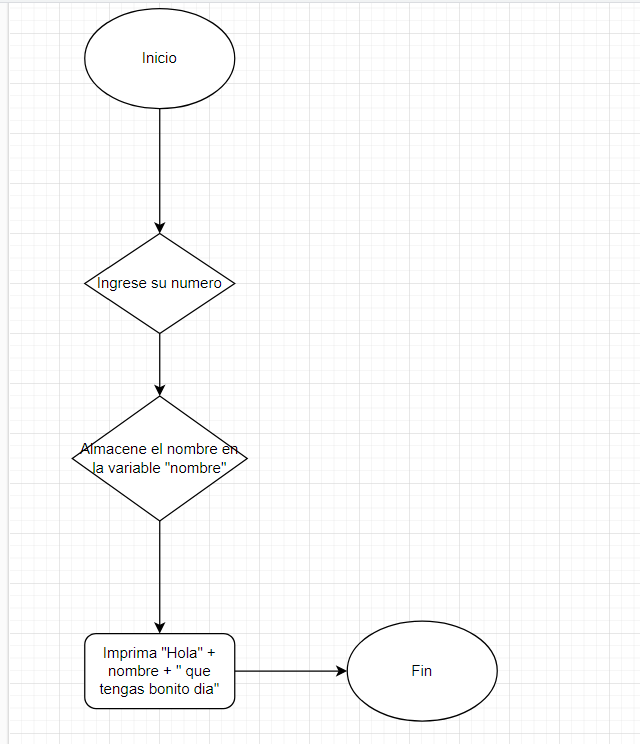 Inicio
Ingrese su numero
Almacene el nombre en
la variable "nombre"
Imprima "Hola" +
nombre + " que
tengas bonito dia"
Fin